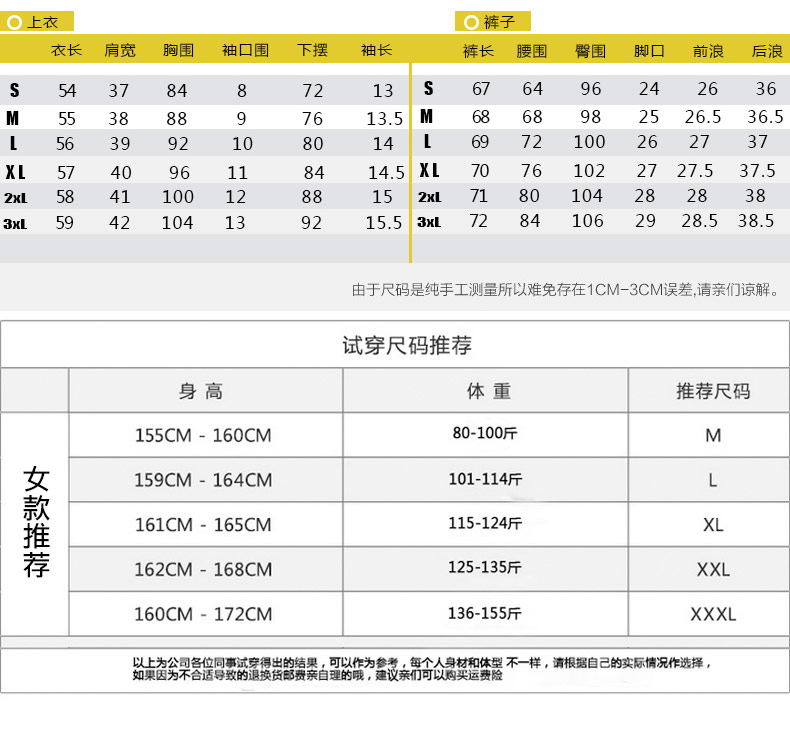 上衣
衣长 肩宽 胸围 袖口围 下摆 袖长
S 54 37 84 8 72 13
M 55 38 88 9 76 13.5
L 56 39 92 10 80 14
XL 57 40 96 11 84 14.5
2xL 58 41 100 12 88 15
3xL 59 42 104 13 92 15.5
裤子
裤长 腰围 臀围 脚口 前浪 后浪
S 67 64 96 24 26 36
M 68 68 98 25 26.5 36.5
L 69 72 100 26 27 37
XL 70 76 102 27 27.5 37.5
2xL 71 80 104 28 28 38
3xL 72 84 106 29 28.5 38.5
由于尺码是纯手工测量所以难免存在1CM-3CM误差,请亲们谅解。
试穿尺码推荐
身高 体重 推荐尺码
女款推荐
155CM - 160CM 80-100斤 M
159CM - 164CM 101-114斤 L
161CM - 165CM 115-124斤 XL
162CM - 168CM 125-135斤 XXL
160CM - 172CM 136-155斤 XXXL
以上为公司各位同事试穿得出的结果，可以作为参考，每个人身材和体型 不一样，请根据自己的实际情况作选择，
如果因为不合适导致的退换货邮费亲自理的哦，建议亲们可以购买运费险